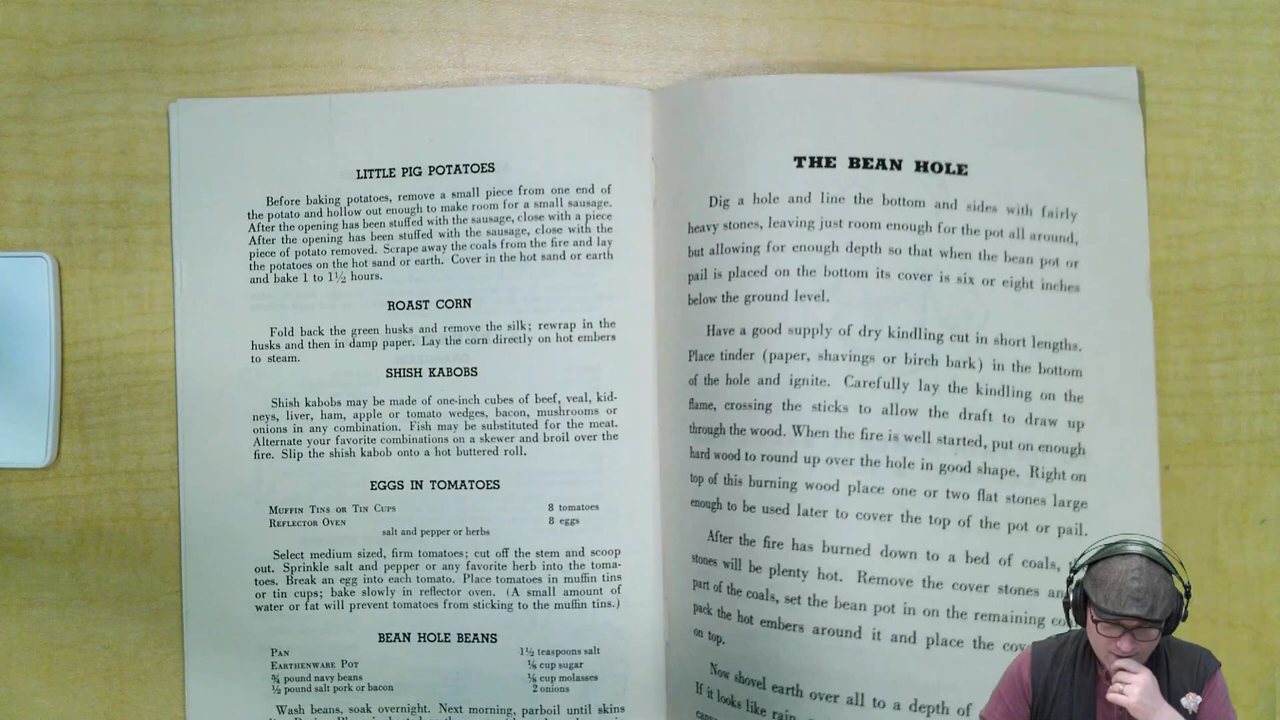 LITTLE PIG POTATOES
Before baking potatoes, remove a small piece from one end of
the potato and hollow out enough to make room for a small sausage.
After the opening has been stuffed with the sausage, close with a piece
After the opening has been stuffed with the sausage, close with the
piece of potato removed. Scrape away the coals from the fire and lay
the potatoes on the hot sand or earth. Cover in the hot sand or earth
and bake 1 to 1½ hours.
ROAST CORN
Fold back the green husks and remove the silk; rewrap in the
husks and then in damp paper. Lay the corn directly on hot embers
to steam.
SHISH KABOBS
Shish kabobs may be made of one-inch cubes of beef, veal, kid-
neys, liver, ham, apple or tomato wedges, bacon, mushrooms or
onions in any combination. Fish may be substituted for the meat.
Alternate your favorite combinations on a skewer and broil over the
fire. Slip the shish kabob onto a hot buttered roll.
EGGS IN TOMATOES
MUFFIN TINS OR TIN CUPS 8 tomatoes
REFLECTOR OVEN 8 eggs
salt and pepper or herbs
Select medium sized, firm tomatoes; cut off the stem and scoop
out. Sprinkle salt and pepper or any favorite herb into the toma-
toes. Break an egg into each tomato. Place tomatoes in muffin tins
or tin cups; bake slowly in reflector oven. (A small amount of
water or fat will prevent tomatoes from sticking to the muffin tins.)
BEAN HOLE BEANS
PAN 1½ teaspoons salt
EARTHENWARE POT cup sugar
pound navy beans cup molasses
½ pound salt pork or bacon 2 onions
Wash beans, soak overnight. Next morning, parboil until skins
THE BEAN HOLE
Dig a hole and line the bottom and sides with fairly
heavy stones, leaving just room enough for the pot all around,
but allowing for enough depth so that when the bean pot or
pail is placed on the bottom its cover is six or eight inches
below the ground level.
Have a good supply of dry kindling cut in short lengths.
Place tinder (paper, shavings or birch bark) in the bottom
of the hole and ignite. Carefully lay the kindling on the
flame, crossing the sticks to allow the draft to draw up
through the wood. When the fire is well started, put on enough
hard wood to round up over the hole in good shape. Right on
top of this burning wood place one or two flat stones large
enough to be used later to cover the top of the pot or pail.
After the fire has burned down to a bed of coals,
stones will be plenty hot. Remove the cover stones
part of the coals, set the bean pot in on the remaining
pack the hot embers around it and place the
on top.
Now shovel earth over all to a depth of
If it looks like rain